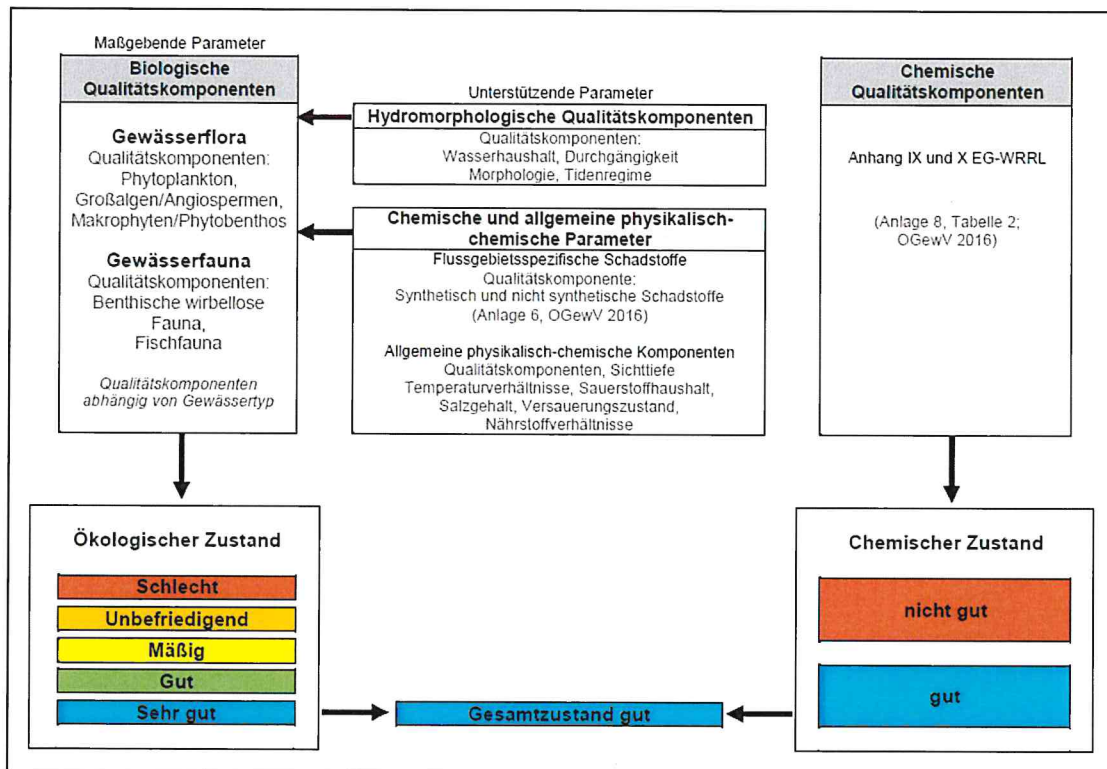 Maßgebende Parameter
Biologische
Qualitätskomponenten
Gewässerflora
Qualitätskomponenten:
Phytoplankton,
Großalgen/Angiospermen,
Makrophyten/Phytobenthos
Gewässerfauna
Qualitätskomponenten:
Benthische wirbellose
Fauna,
Fischfauna
Qualitätskomponenten
abhängig von Gewässertyp
Unterstützende Parameter
Hydromorphologische Qualitätskomponenten
Qualitätskomponenten:
Wasserhaushalt, Durchgängigkeit
Morphologie, Tidenregime
Chemische und allgemeine physikalisch-
chemische Parameter
Flussgebietsspezifische Schadstoffe
Qualitätskomponente:
Synthetisch und nicht synthetische Schadstoffe
(Anlage 6, OGewV 2016)
Allgemeine physikalisch-chemische Komponenten
Qualitätskomponenten, Sichttiefe
Temperaturverhältnisse, Sauerstoffhaushalt,
Salzgehalt, Versauerungszustand,
Nährstoffverhältnisse
Chemische
Qualitätskomponenten
Anhang IX und X EG-WRRL
(Anlage 8, Tabelle 2;
OGewV 2016)
Ökologischer Zustand
Schlecht
Unbefriedigend
Mäßig
Gut
Sehr gut
Gesamtzustand gut
Chemischer Zustand
nicht gut
gut